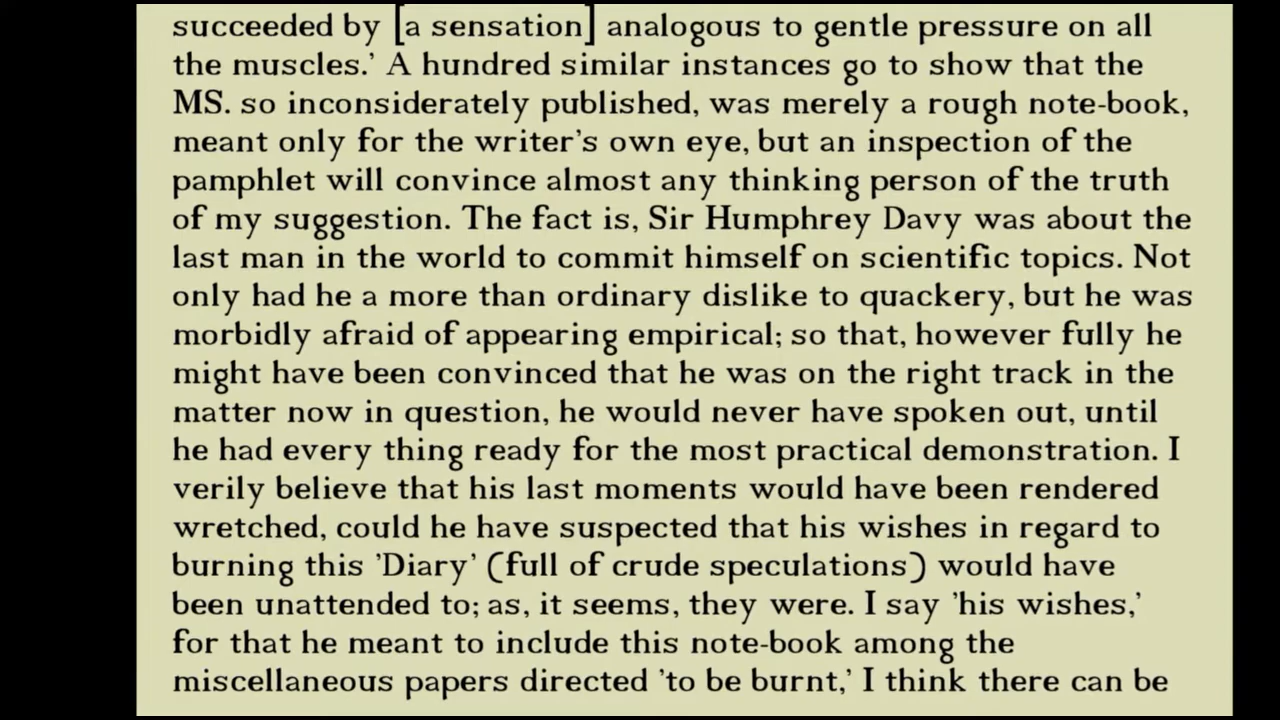 succeeded by [a sensation] analogous to gentle pressure on all
the muscles.’ A hundred similar instances go to show that the
MS. so inconsiderately published, was merely a rough note-book,
meant only for the writer’s own eye, but an inspection of the
pamphlet will convince almost any thinking person of the truth
of my suggestion. The fact is, Sir Humphrey Davy was about the
last man in the world to commit himself on scientific topics. Not
only had he a more than ordinary dislike to quackery, but he was
morbidly afraid of appearing empirical; so that, however fully he
might have been convinced that he was on the right track in the
matter now in question, he would never have spoken out, until
he had every thing ready for the most practical demonstration. I
verily believe that his last moments would have been rendered
wretched, could he have suspected that his wishes in regard to
burning this ’Diary’ (full of crude speculations) would have
been unattended to; as, it seems, they were. I say ’his wishes,’
for that he meant to include this note-book among the
miscellaneous papers directed ’to be burnt,’ I think there can be